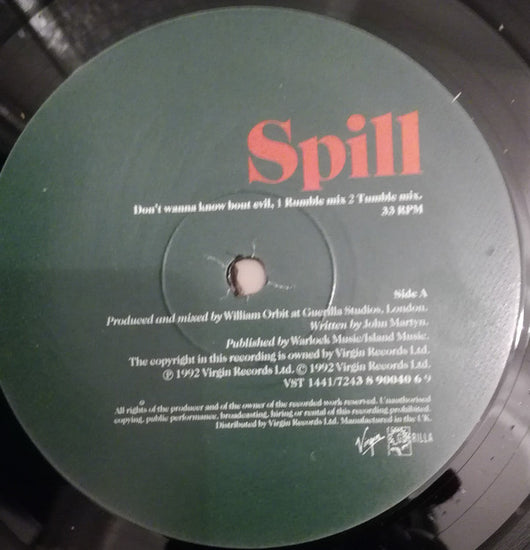 Spill
Don't wanna know bout evil, 1 Rumble mix 2 Tumble mix.
33 RPM
Side A
Produced and mixed by William Orbit at Guerilla Studios, London.
Written by John Martyn.
Published by Warlock Music/Island Music.
The copyright in this recording is owned by Virgin Records Ltd.
℗ 1992 Virgin Records Ltd. © 1992 Virgin Records Ltd.
VST 1441/7243 8 90040 6 9
All rights of the producer and of the owner of the recorded work reserved. Unauthorised
copying, public performance, broadcasting, hiring or rental of this recording prohibited.
Distributed by Virgin Records Ltd. Manufactured in the UK.
Virgin